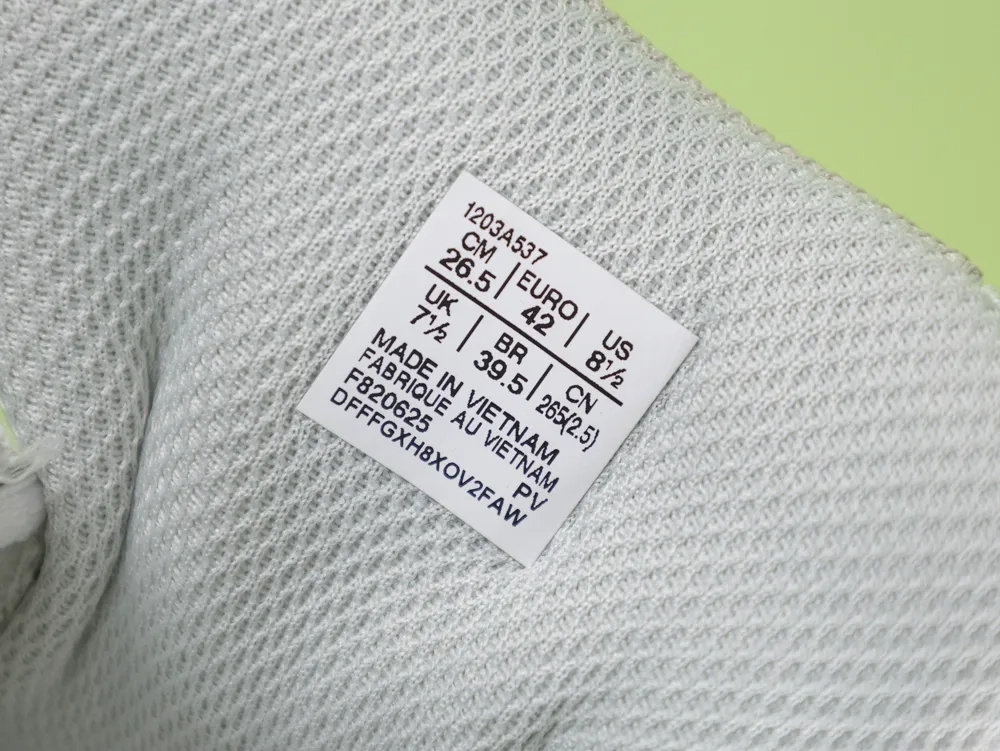 1203A537
CM | EURO | US
26.5 | 42 | 8½
UK | BR | CN
7½ | 39.5 | 265(2.5)
MADE IN VIETNAM
FABRIQUE AU VIETNAM
F820625 PV
DFFFGXH8XOV2FAW